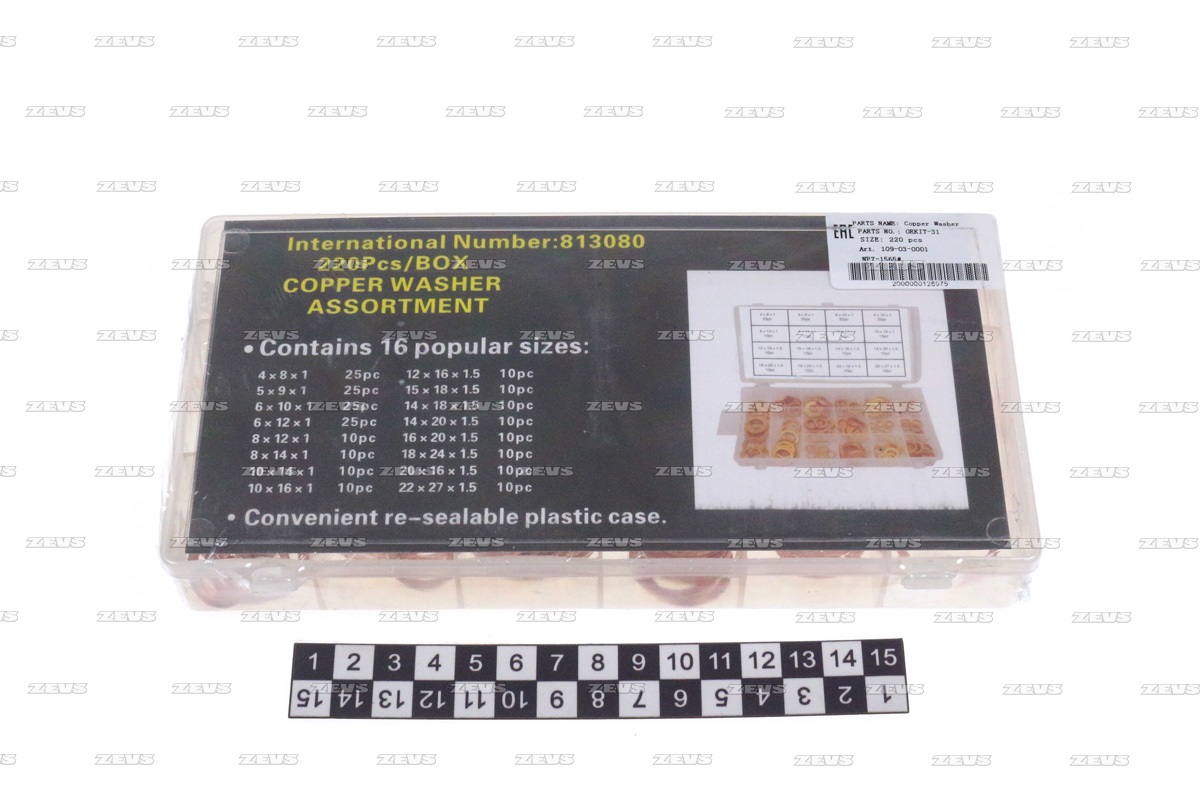 International Number:813080
220Pcs/BOX
COPPER WASHER
ASSORTMENT
• Contains 16 popular sizes:
4 x 8 x 1 25pc 12 x 16 x 1.5 10pc
5 x 9 x 1 25pc 15 x 18 x 1.5 10pc
6 x 10 x 1 25pc 14 x 18 x 1.5 10pc
6 x 12 x 1 25pc 14 x 20 x 1.5 10pc
8 x 12 x 1 10pc 16 x 20 x 1.5 10pc
8 x 14 x 1 10pc 18 x 24 x 1.5 10pc
10 x 14 x 1 10pc 20 x 16 x 1.5 10pc
10 x 16 x 1 10pc 22 x 27 x 1.5 10pc
• Convenient re-sealable plastic case.
EAC
PARTS NAME: Copper Washer
PARTS NO.: ORKIT-31
SIZE: 220 pcs
Art. 109-03-0001
2000000128975
1 2 3 4 5 6 7 8 9 10 11 12 13 14 15
15 14 13 12 11 10 9 8 7 6 5 4 3 2 1
ZEUS